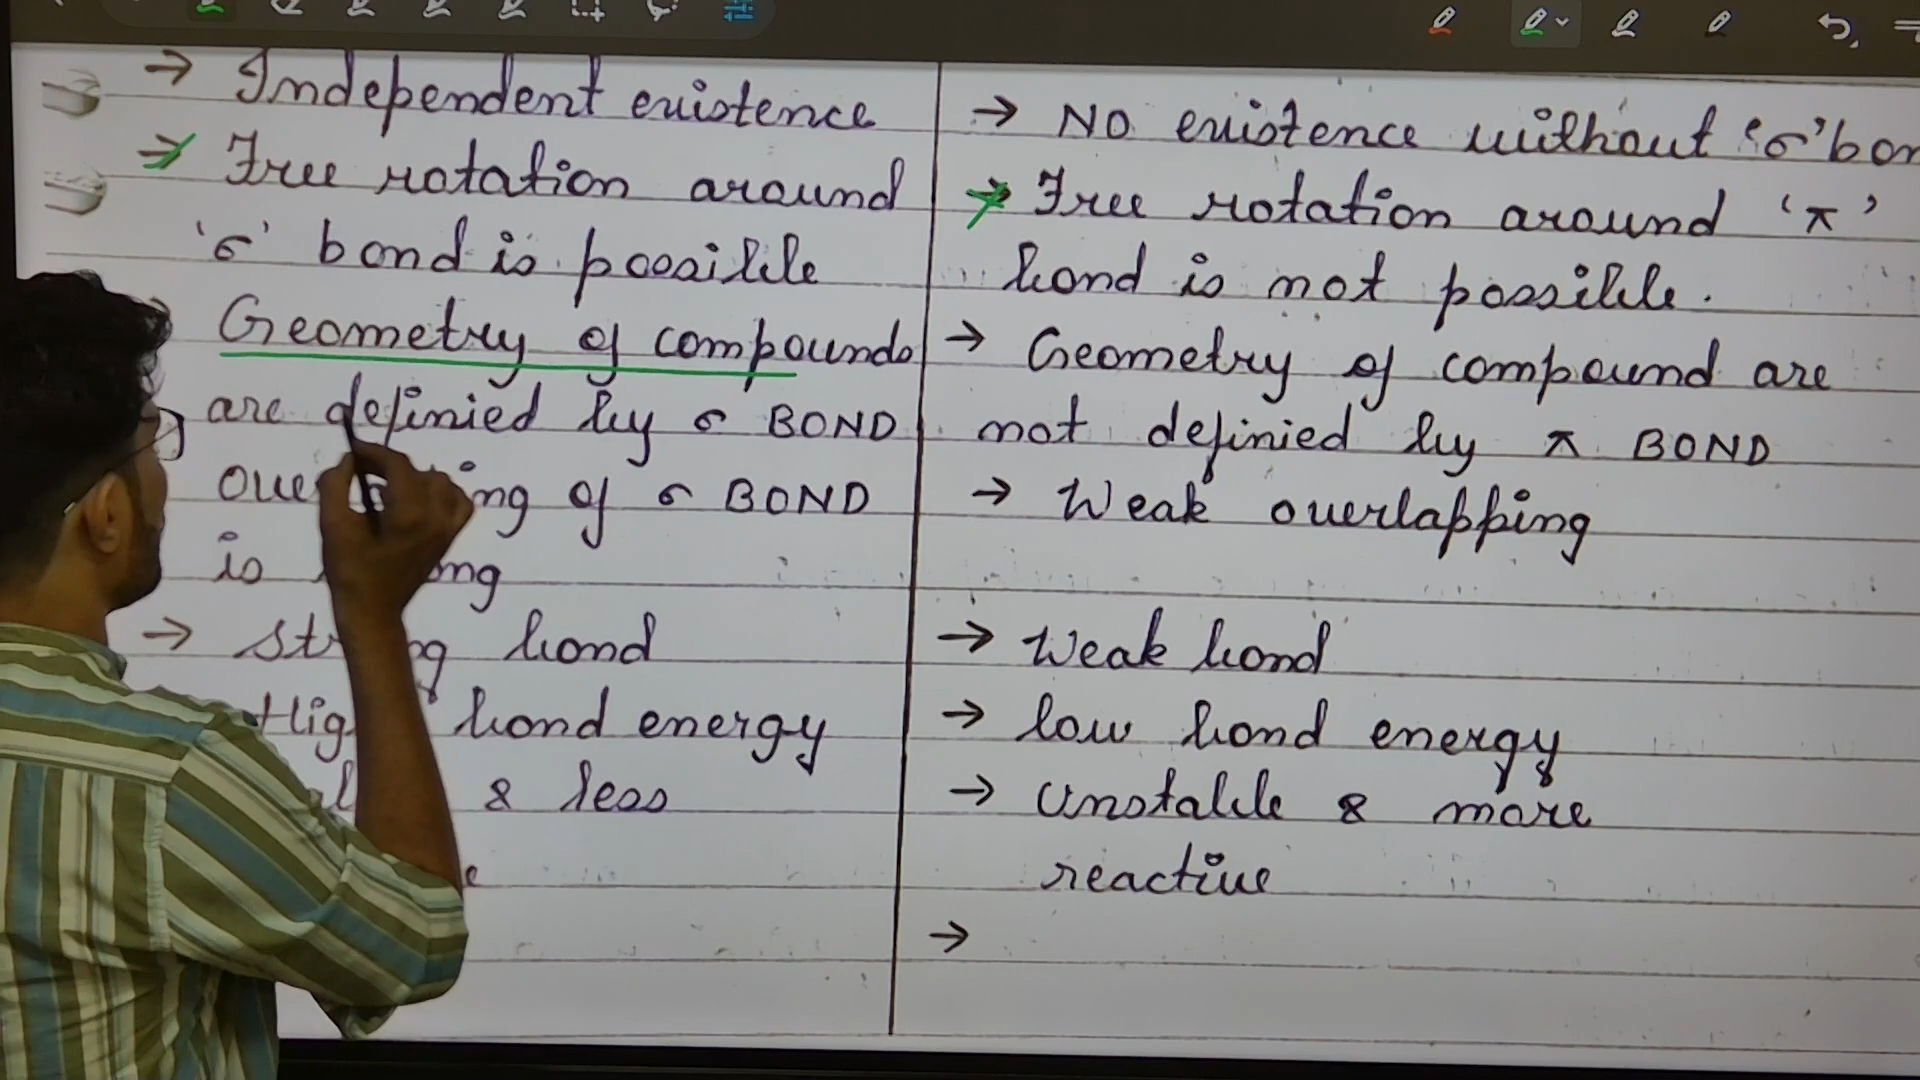 → Independent existence
→ Free rotation around
'σ' bond is possible
Geometry of compounds
are definied by σ BOND
of σ BOND
is
→ bond
bond energy
& less
→ No existence without 'σ'
→ Free rotation around 'π'
bond is not possible.
→ Geometry of compound are
not definied by π BOND
→ Weak overlapping
→ Weak bond
→ low bond energy
→ Unstable & more
reactive
→